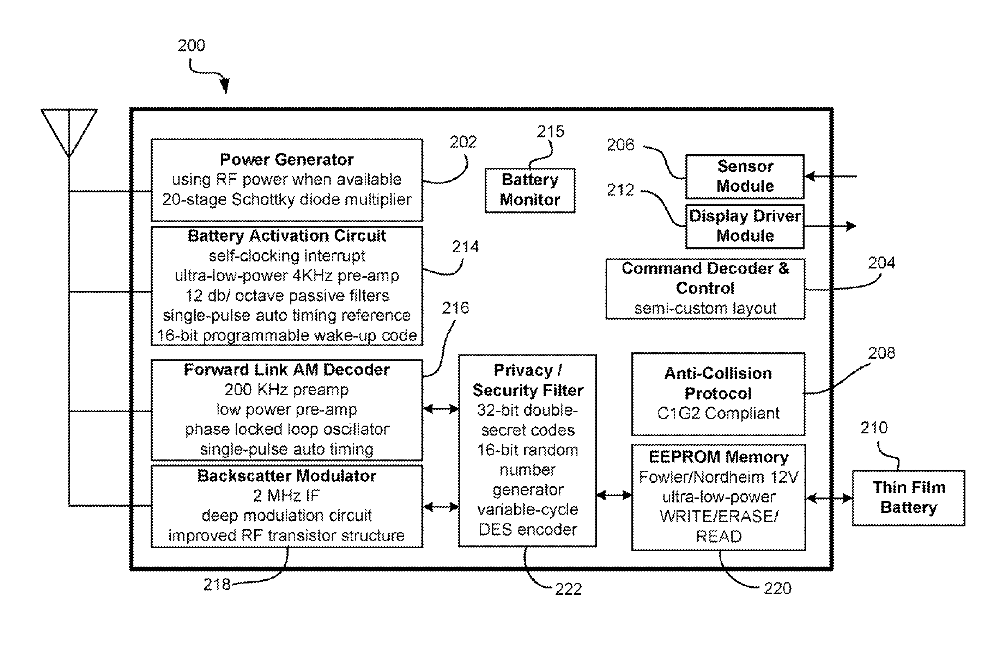 200
202
Power Generator
using RF power when available
20-stage Schottky diode multiplier
215
Battery
Monitor
206
Sensor
Module
212
Display Driver
Module
Battery Activation Circuit
self-clocking interrupt
ultra-low-power 4KHz pre-amp
12 db/ octave passive filters
single-pulse auto timing reference
16-bit programmable wake-up code
214
204
Command Decoder &
Control
semi-custom layout
216
Forward Link AM Decoder
200 KHz preamp
low power pre-amp
phase locked loop oscillator
single-pulse auto timing
Privacy /
Security Filter
32-bit double-
secret codes
16-bit random
number
generator
variable-cycle
DES encoder
208
Anti-Collision
Protocol
C1G2 Compliant
210
Thin Film
Battery
Backscatter Modulator
2 MHz IF
deep modulation circuit
improved RF transistor structure
EEPROM Memory
Fowler/Nordheim 12V
ultra-low-power
WRITE/ERASE/
READ
218
222
220